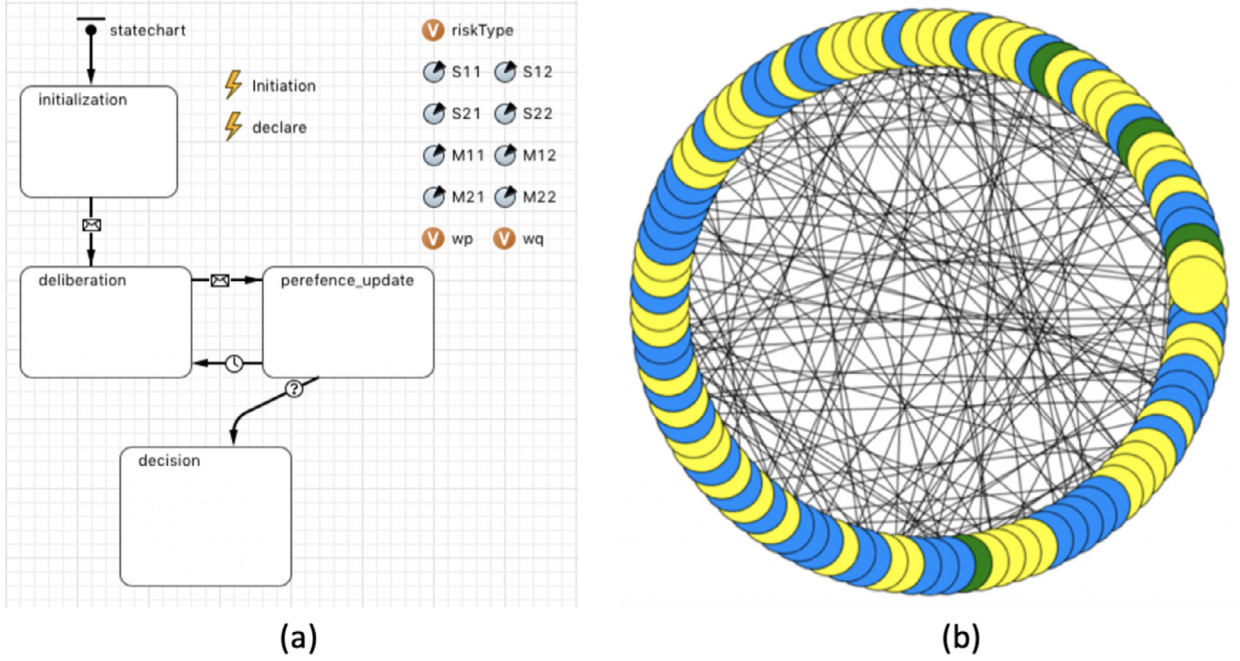 statechart
riskType
S11 S12
initialization
Initiation
S21 S22
declare
M11 M12
M21 M22
wp wq
deliberation
perefence_update
?
decision
(a)
(b)